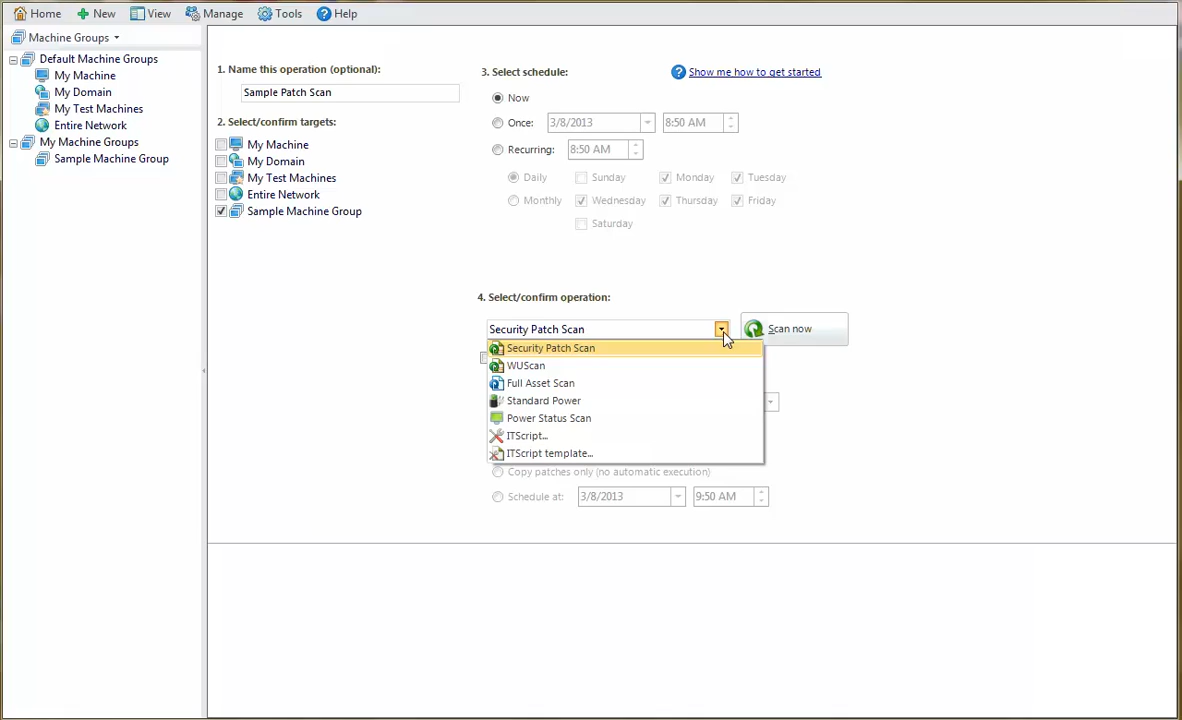 Home New View Manage Tools Help
Machine Groups
Default Machine Groups
My Machine
My Domain
My Test Machines
Entire Network
My Machine Groups
Sample Machine Group
1. Name this operation (optional):
Sample Patch Scan
2. Select/confirm targets:
My Machine
My Domain
My Test Machines
Entire Network
Sample Machine Group
3. Select schedule:
Show me how to get started
Now
Once: 3/8/2013 8:50 AM
Recurring: 8:50 AM
Daily Sunday Monday Tuesday
Monthly Wednesday Thursday Friday
Saturday
4. Select/confirm operation:
Security Patch Scan Scan now
Security Patch Scan
WUScan
Full Asset Scan
Standard Power
Power Status Scan
ITScript...
ITScript template...
Copy patches only (no automatic execution)
Schedule at: 3/8/2013 9:50 AM